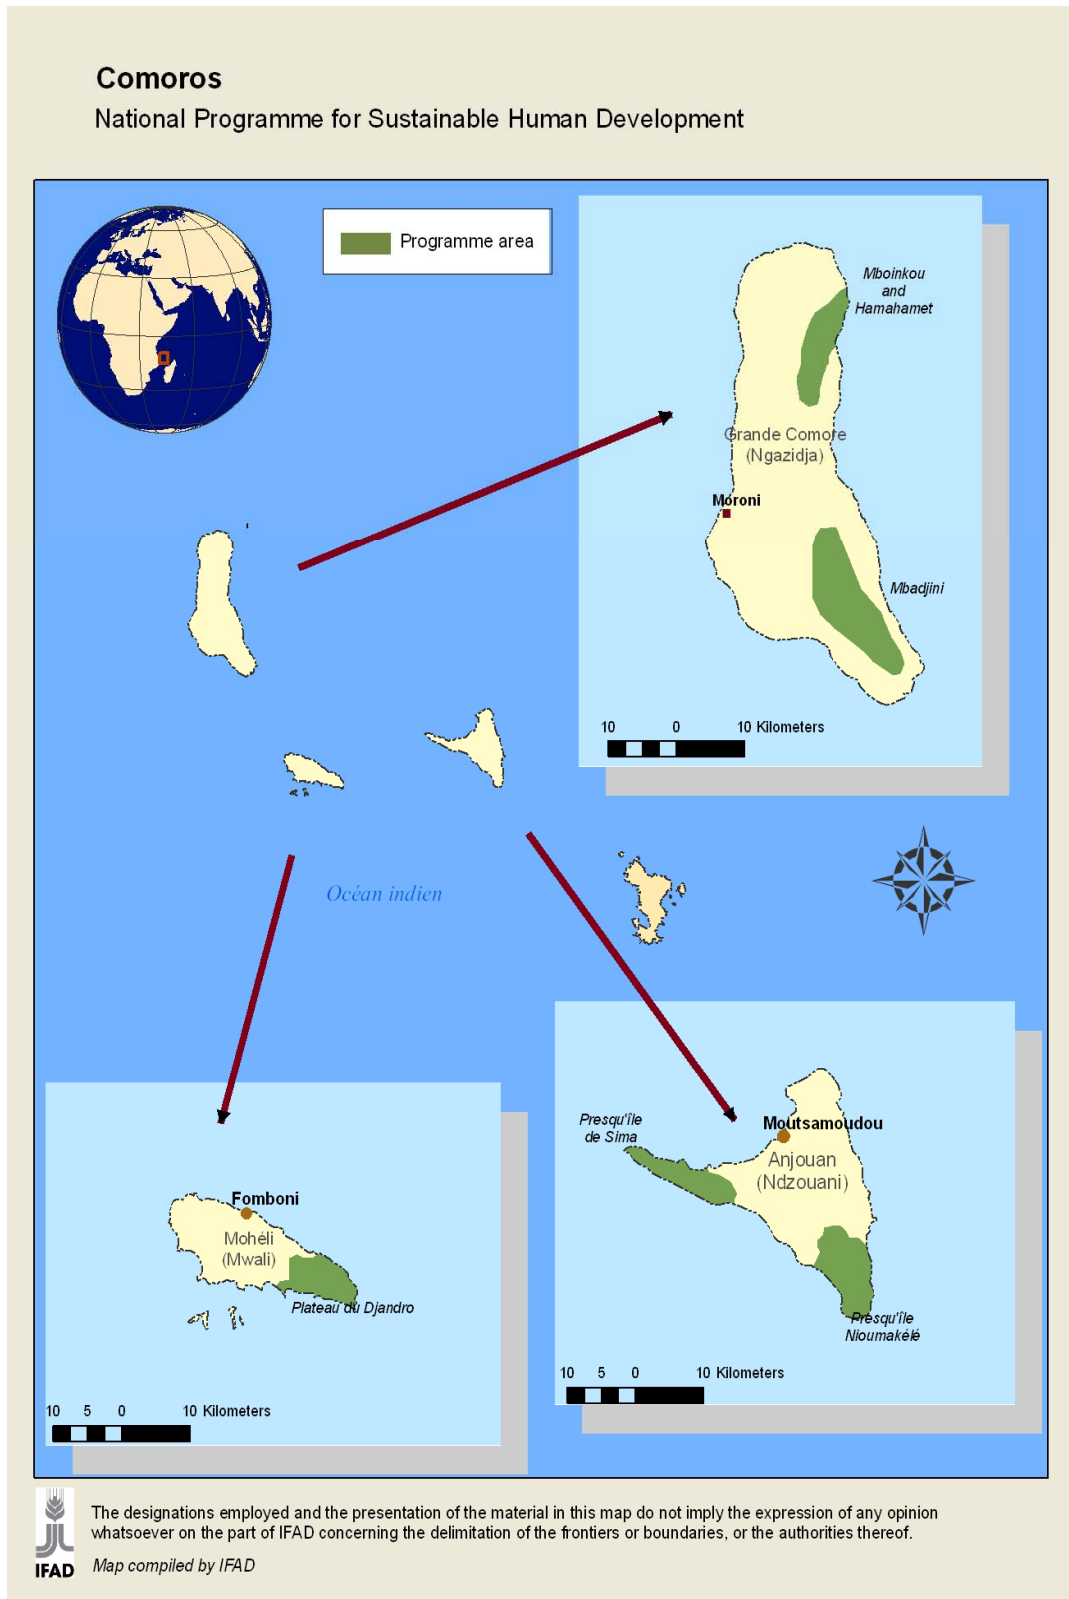 Comoros
National Programme for Sustainable Human Development
Programme area
Mboinkou
and
Hamahamet
Grande Comore
(Ngazidja)
Moroni
Mbadjini
10 0 10 Kilometers
Océan indien
Presqu'île
de Sima
Moutsamoudou
Anjouan
(Ndzouani)
Presqu'île
Nioumakélé
10 5 0 10 Kilometers
Fomboni
Mohéli
(Mwali)
Plateau du Djandro
10 5 0 10 Kilometers
The designations employed and the presentation of the material in this map do not imply the expression of any opinion
whatsoever on the part of IFAD concerning the delimitation of the frontiers or boundaries, or the authorities thereof.
IFAD
Map compiled by IFAD